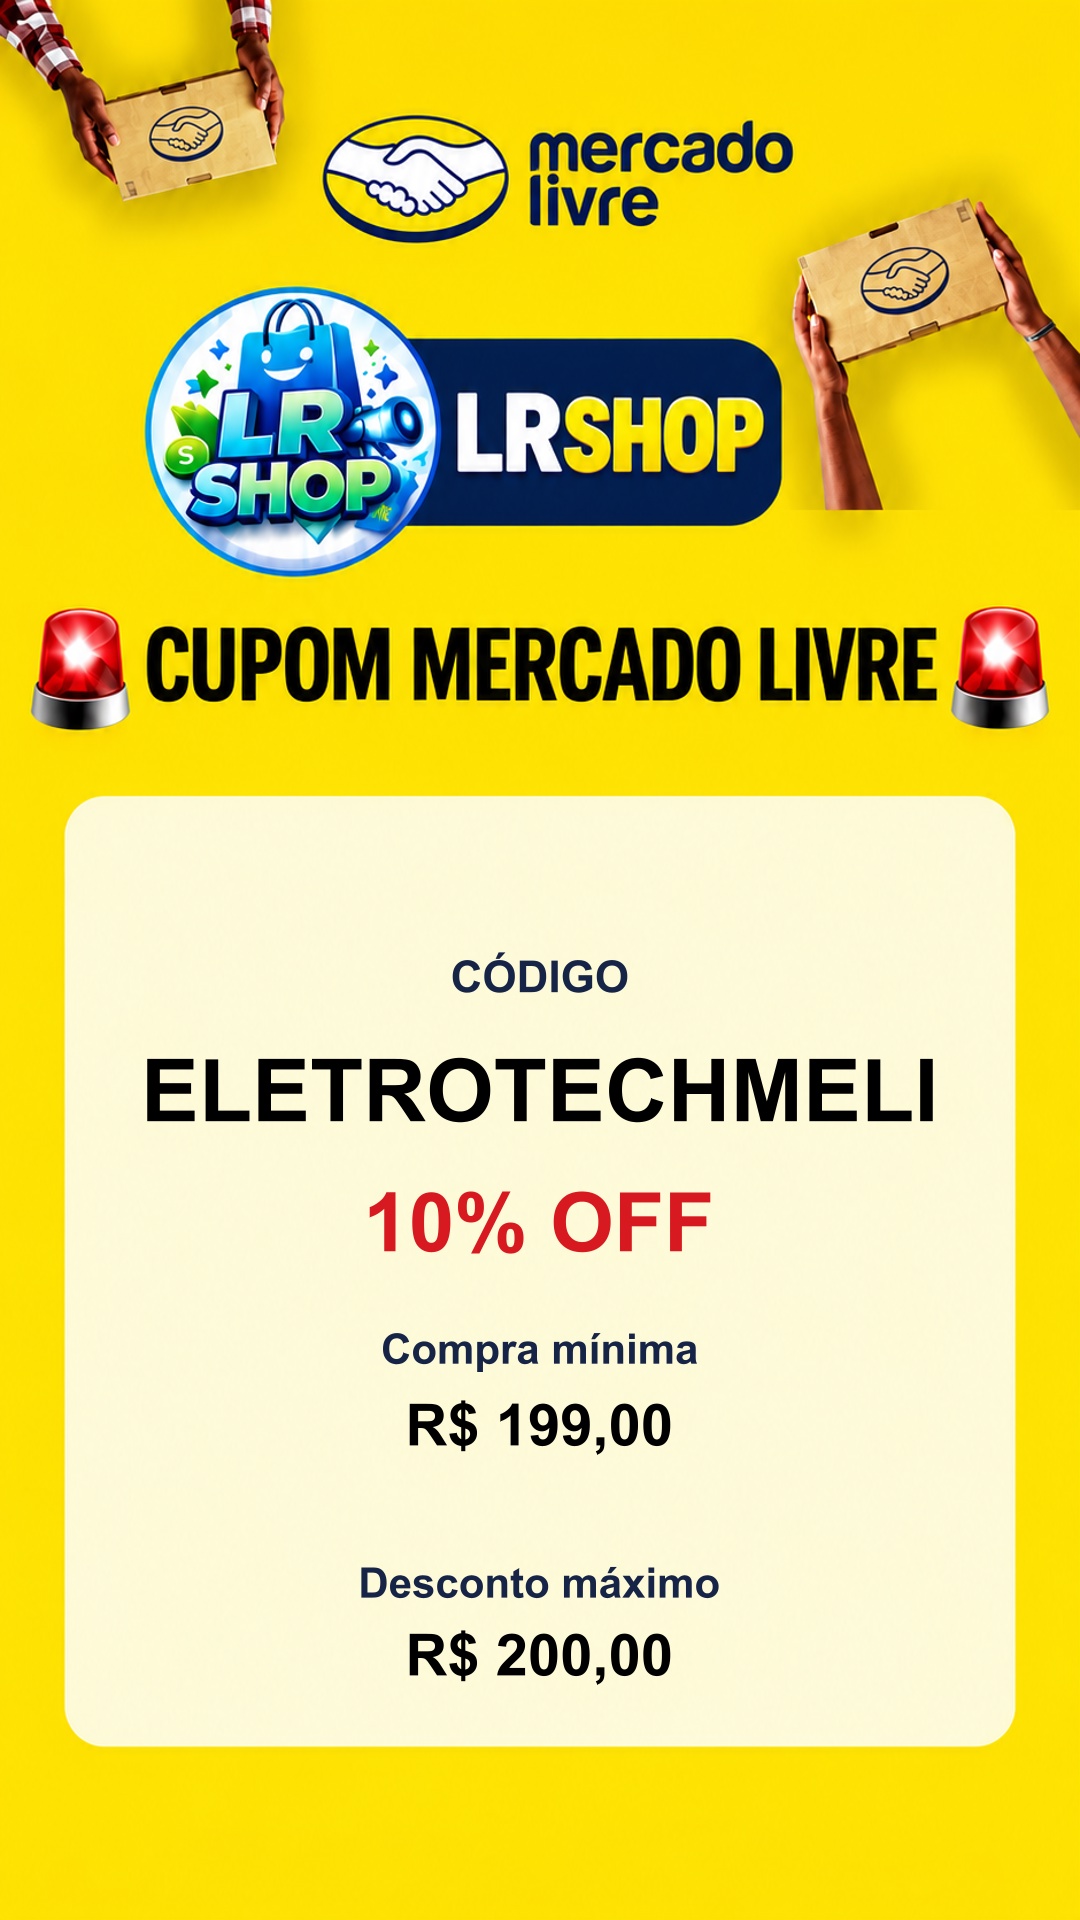 mercado
livre
LR
SHOP
S
LRSHOP
CUPOM MERCADO LIVRE
CÓDIGO
ELETROTECHMELI
10% OFF
Compra mínima
R$ 199,00
Desconto máximo
R$ 200,00